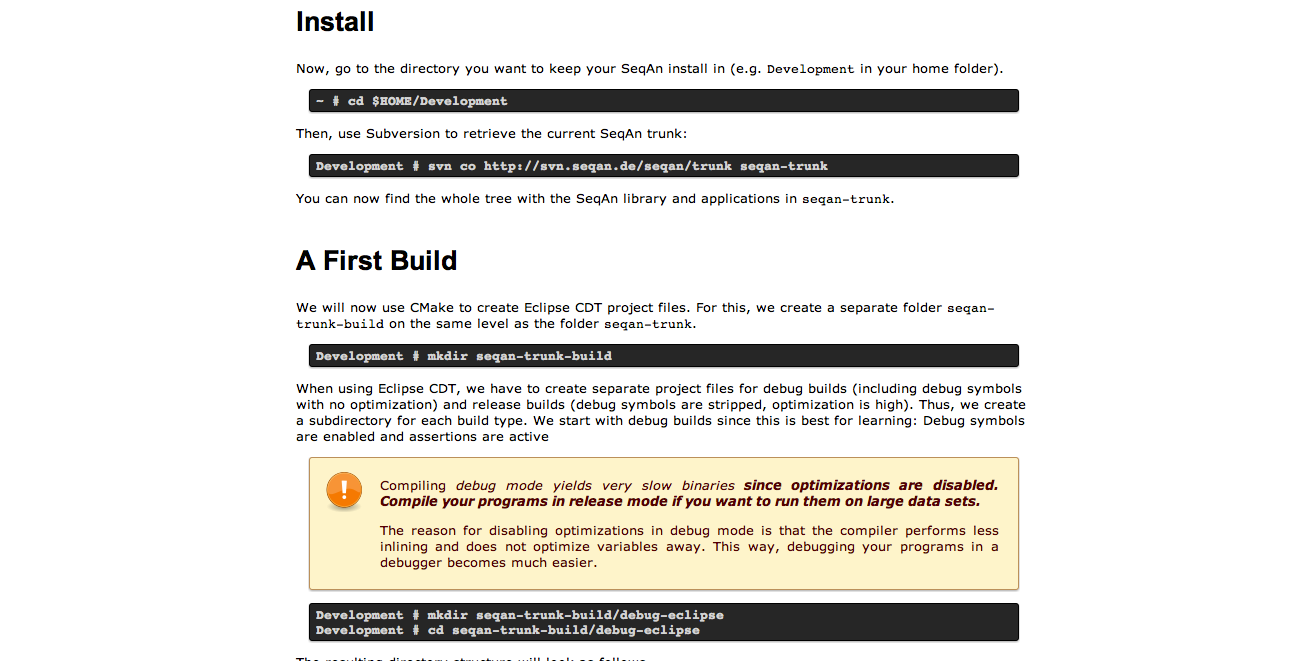 Install
Now, go to the directory you want to keep your SeqAn install in (e.g. Development in your home folder).
~ # cd $HOME/Development
Then, use Subversion to retrieve the current SeqAn trunk:
Development # svn co http://svn.seqan.de/seqan/trunk seqan-trunk
You can now find the whole tree with the SeqAn library and applications in seqan-trunk.
A First Build
We will now use CMake to create Eclipse CDT project files. For this, we create a separate folder seqan-
trunk-build on the same level as the folder seqan-trunk.
Development # mkdir seqan-trunk-build
When using Eclipse CDT, we have to create separate project files for debug builds (including debug symbols
with no optimization) and release builds (debug symbols are stripped, optimization is high). Thus, we create
a subdirectory for each build type. We start with debug builds since this is best for learning: Debug symbols
are enabled and assertions are active
Compiling debug mode yields very slow binaries since optimizations are disabled.
Compile your programs in release mode if you want to run them on large data sets.
The reason for disabling optimizations in debug mode is that the compiler performs less
inlining and does not optimize variables away. This way, debugging your programs in a
debugger becomes much easier.
Development # mkdir seqan-trunk-build/debug-eclipse
Development # cd seqan-trunk-build/debug-eclipse
The resulting directory structure will look as follows